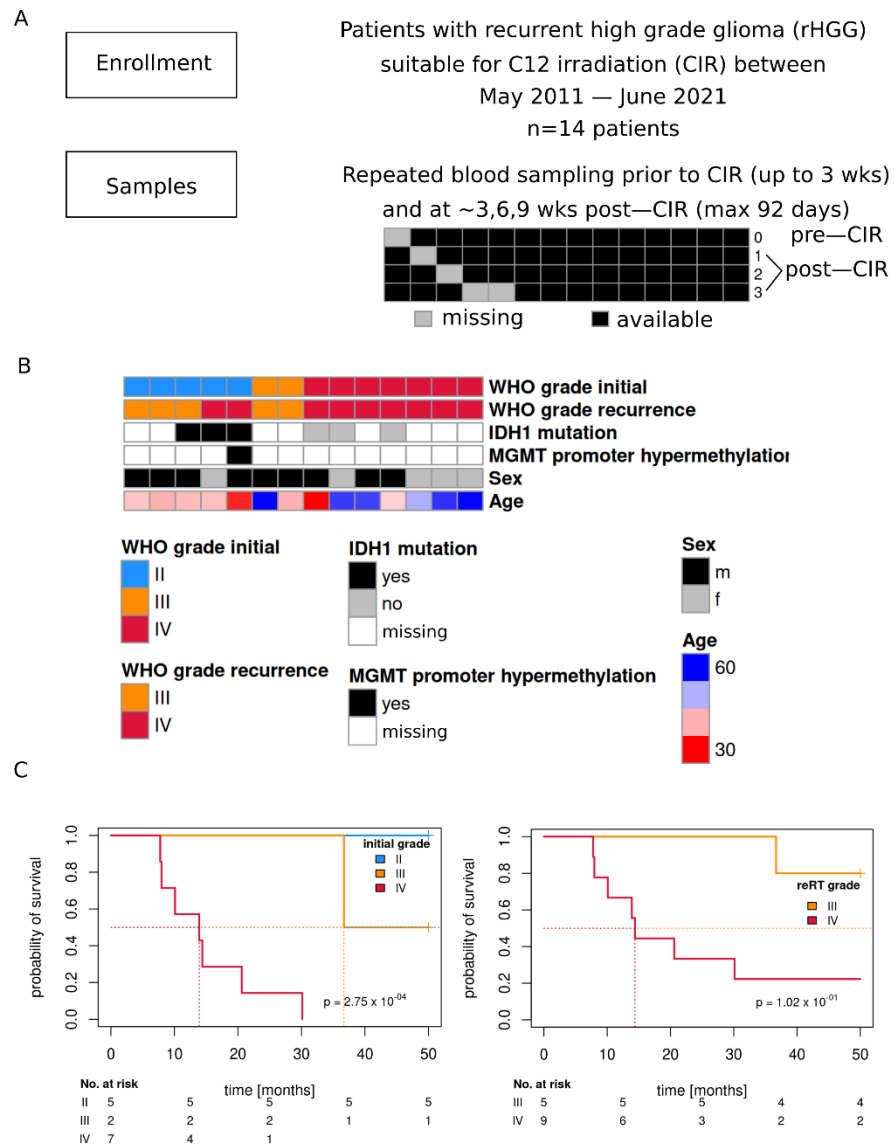 A
Enrollment
Patients with recurrent high grade glioma (rHGG)
suitable for C12 irradiation (CIR) between
May 2011 — June 2021
n=14 patients
Samples
Repeated blood sampling prior to CIR (up to 3 wks)
and at ~3,6,9 wks post—CIR (max 92 days)
0 pre—CIR
1
2 post—CIR
3
missing available
B
WHO grade initial
WHO grade recurrence
IDH1 mutation
MGMT promoter hypermethylation
Sex
Age
WHO grade initial
II
III
IV
IDH1 mutation
yes
no
missing
Sex
m
f
WHO grade recurrence
III
IV
MGMT promoter hypermethylation
yes
missing
Age
60
30
C
probability of survival
0.0 0.2 0.4 0.6 0.8 1.0
initial grade
II
III
IV
p = 2.75 x 10-04
0 10 20 30 40 50
time [months]
No. at risk
II 5 5 5 5 5
III 2 2 2 1 1
IV 7 4 1
probability of survival
0.0 0.2 0.4 0.6 0.8 1.0
reRT grade
III
IV
p = 1.02 x 10-01
0 10 20 30 40 50
time [months]
No. at risk
III 5 5 5 4 4
IV 9 6 3 2 2